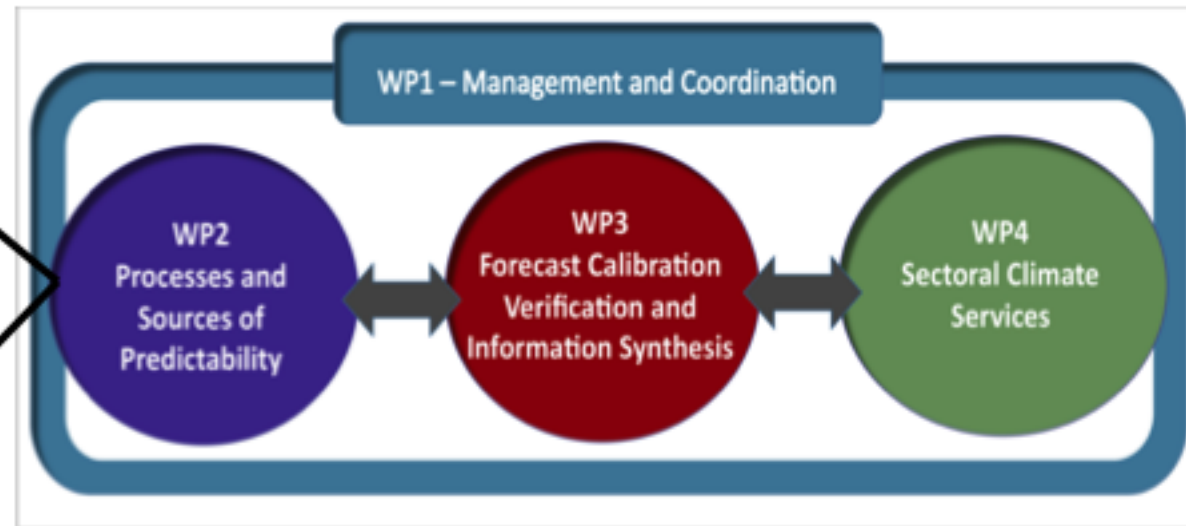 WP1 – Management and Coordination
WP2
Processes and
Sources of
Predictability
WP3
Forecast Calibration
Verification and
Information Synthesis
WP4
Sectoral Climate
Services